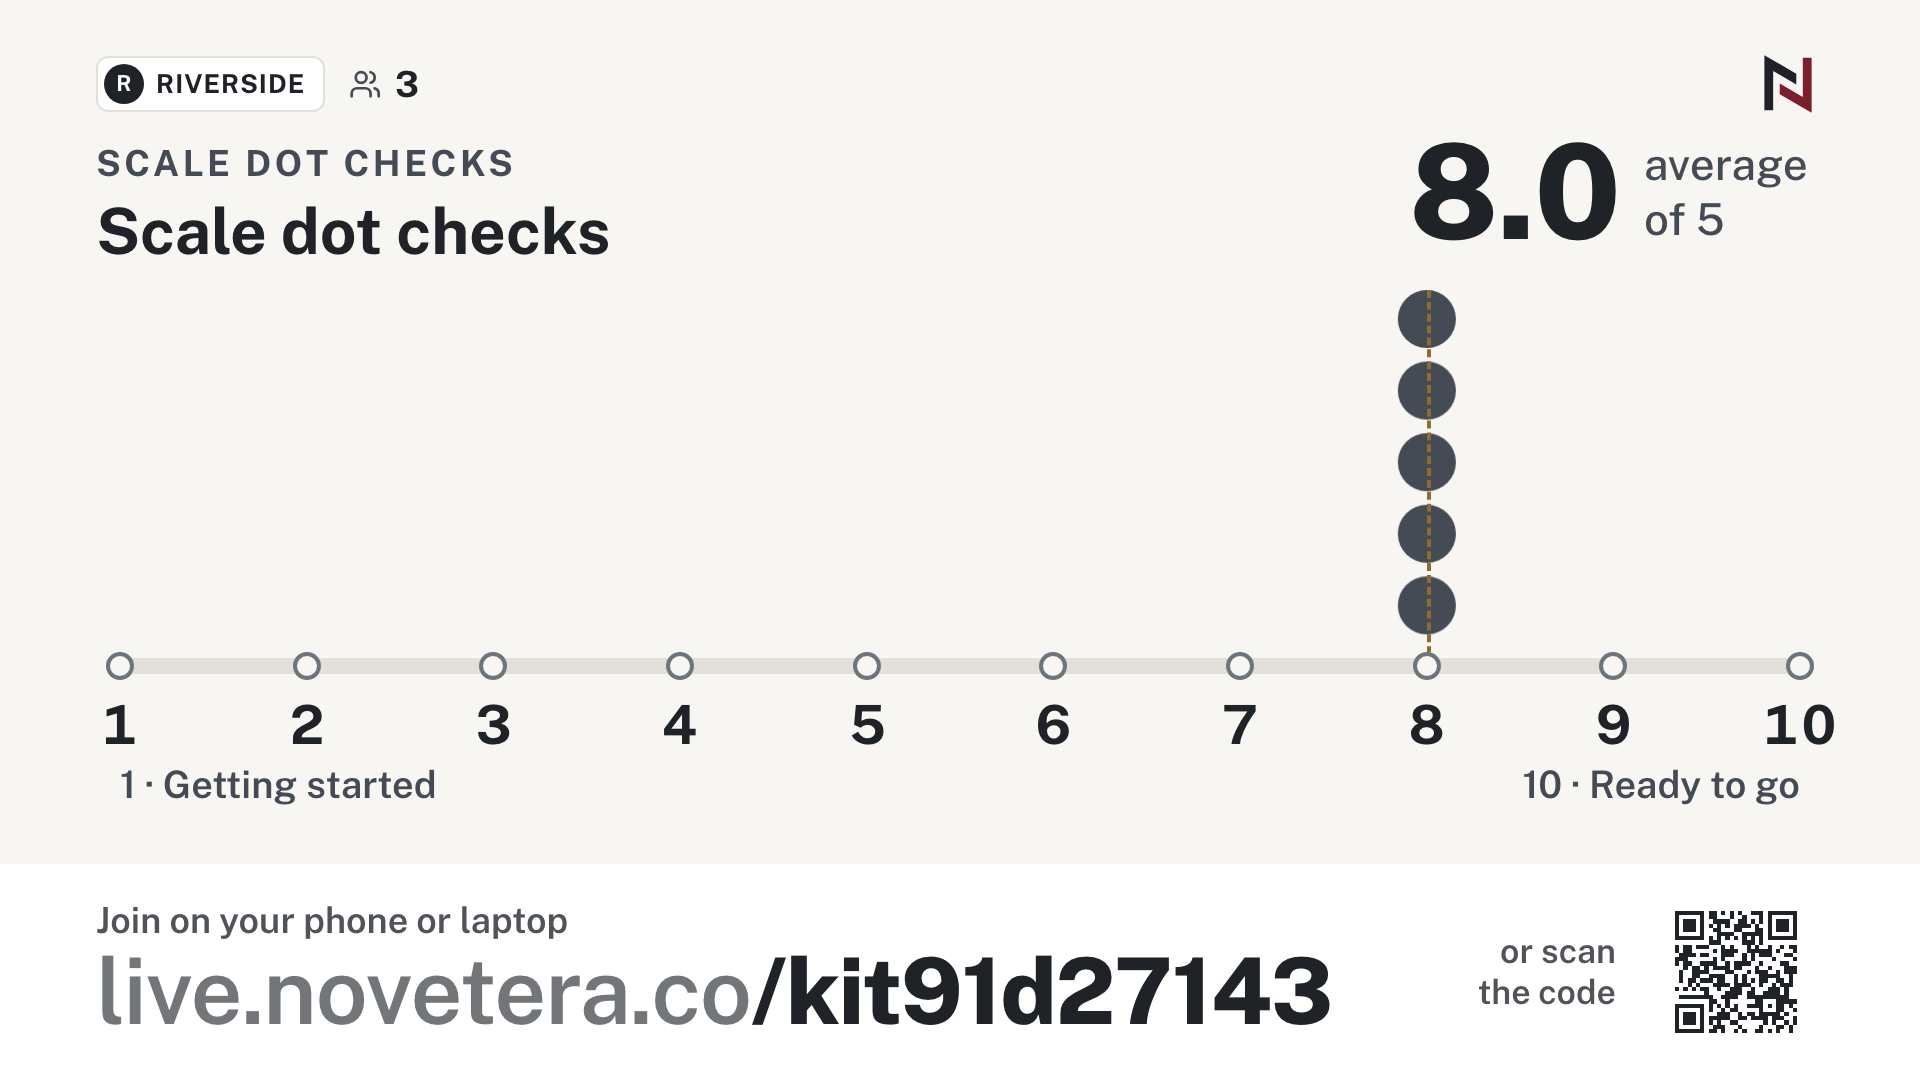 R RIVERSIDE 3
SCALE DOT CHECKS
Scale dot checks
8.0 average
of 5
1 2 3 4 5 6 7 8 9 10
1 · Getting started
10 · Ready to go
Join on your phone or laptop
live.novetera.co/kit91d27143
or scan
the code